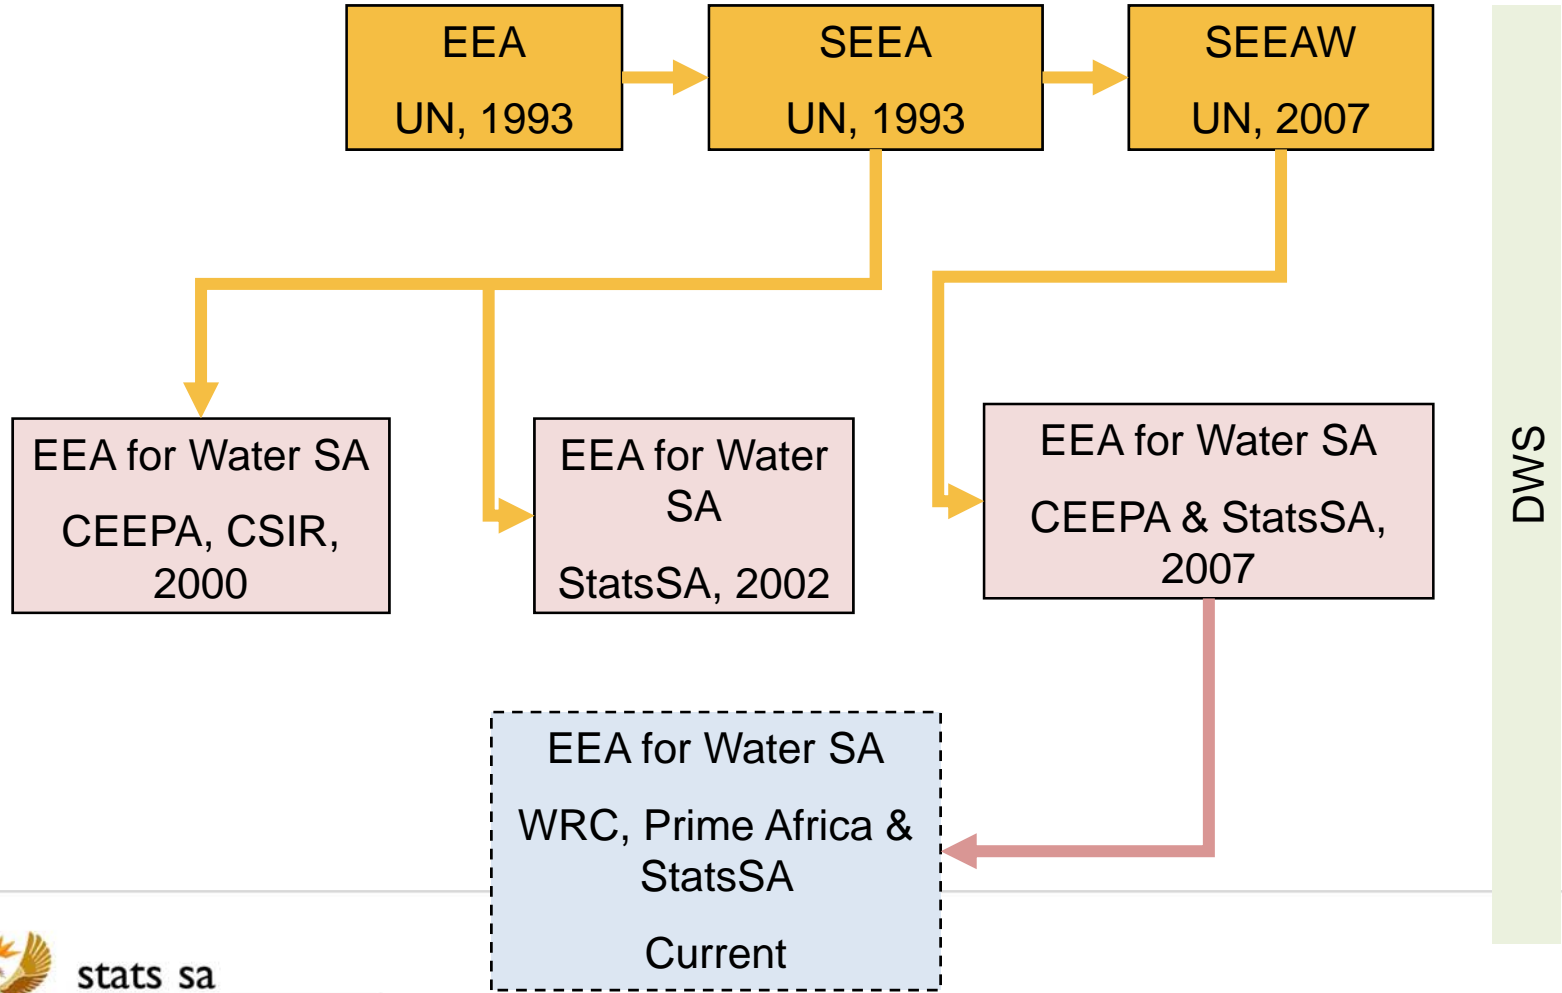 EEA
UN, 1993
SEEA
UN, 1993
SEEAW
UN, 2007
EEA for Water SA
CEEPA, CSIR,
2000
EEA for Water
SA
StatsSA, 2002
EEA for Water SA
CEEPA & StatsSA,
2007
DWS
EEA for Water SA
WRC, Prime Africa &
StatsSA
Current
stats sa